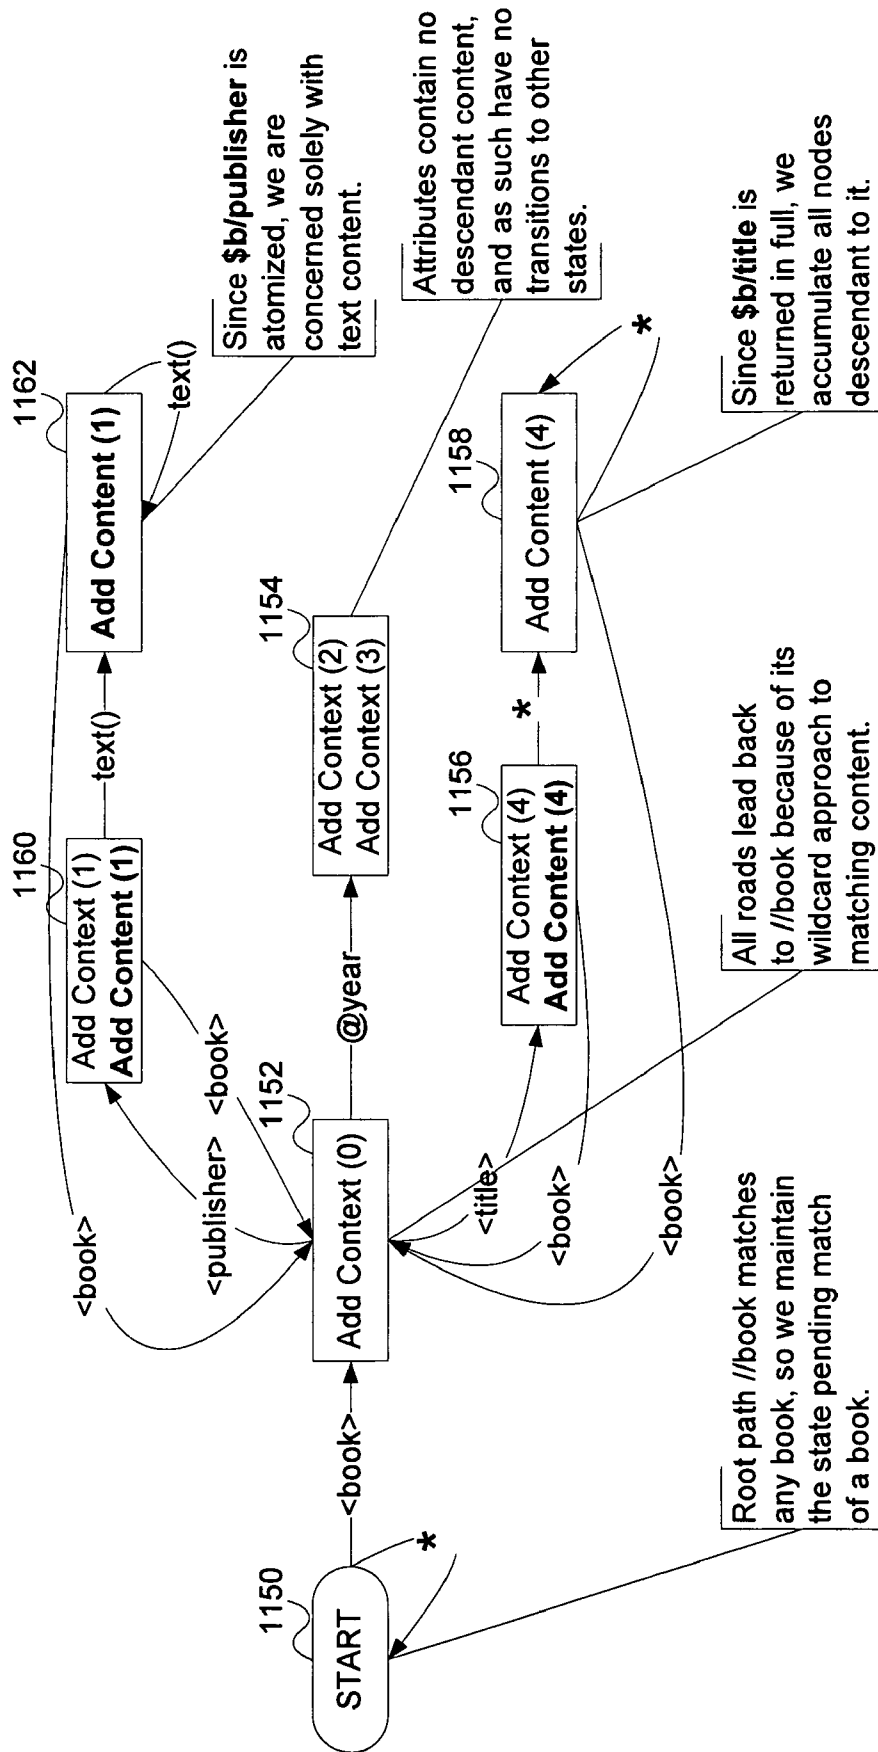 1150
START
*
<book>
1152
Add Context (0)
<book>
<publisher>
<book>
1160
Add Context (1)
Add Content (1)
text()
1162
Add Content (1)
text()
Since $b/publisher is
atomized, we are
concerned solely with
text content.
@year
1154
Add Context (2)
Add Context (3)
Attributes contain no
descendant content,
and as such have no
transitions to other
states.
<title>
<book>
<book>
1156
Add Context (4)
Add Content (4)
*
1158
Add Content (4)
*
Root path //book matches
any book, so we maintain
the state pending match
of a book.
All roads lead back
to //book because of its
wildcard approach to
matching content.
Since $b/title is
returned in full, we
accumulate all nodes
descendant to it.